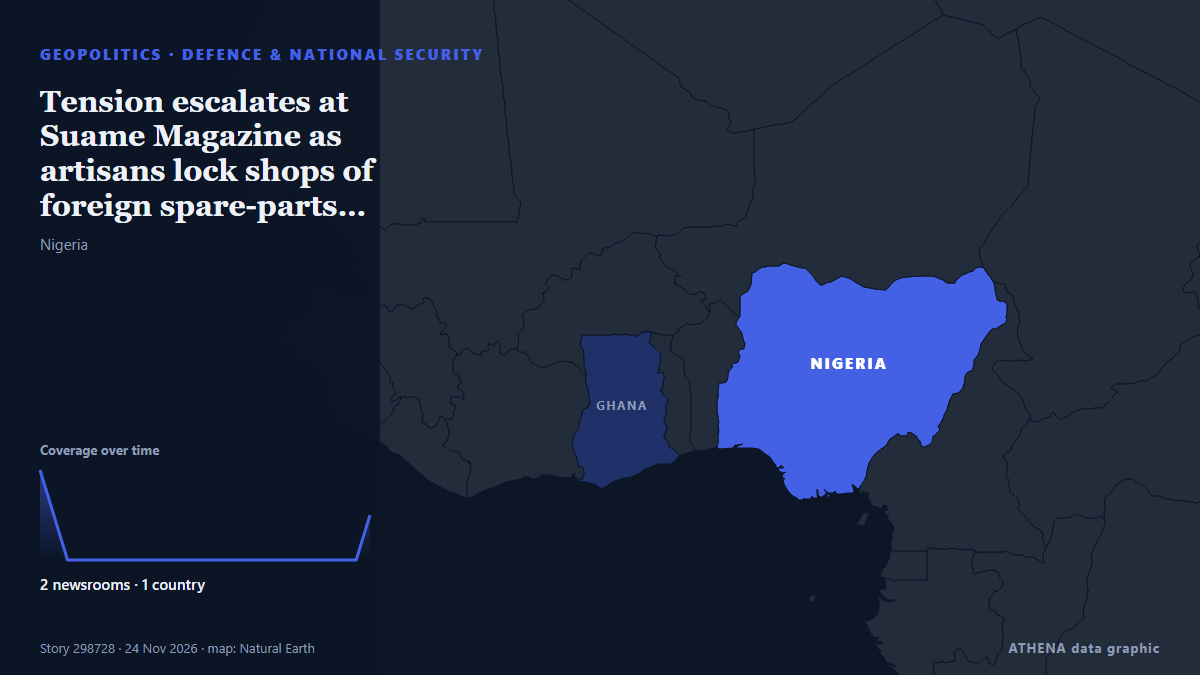 GEOPOLITICS · DEFENCE & NATIONAL SECURITY
Tension escalates at
Suame Magazine as
artisans lock shops of
foreign spare-parts...
Nigeria
NIGERIA
GHANA
Coverage over time
2 newsrooms · 1 country
Story 298728 · 24 Nov 2026 · map: Natural Earth
ATHENA data graphic